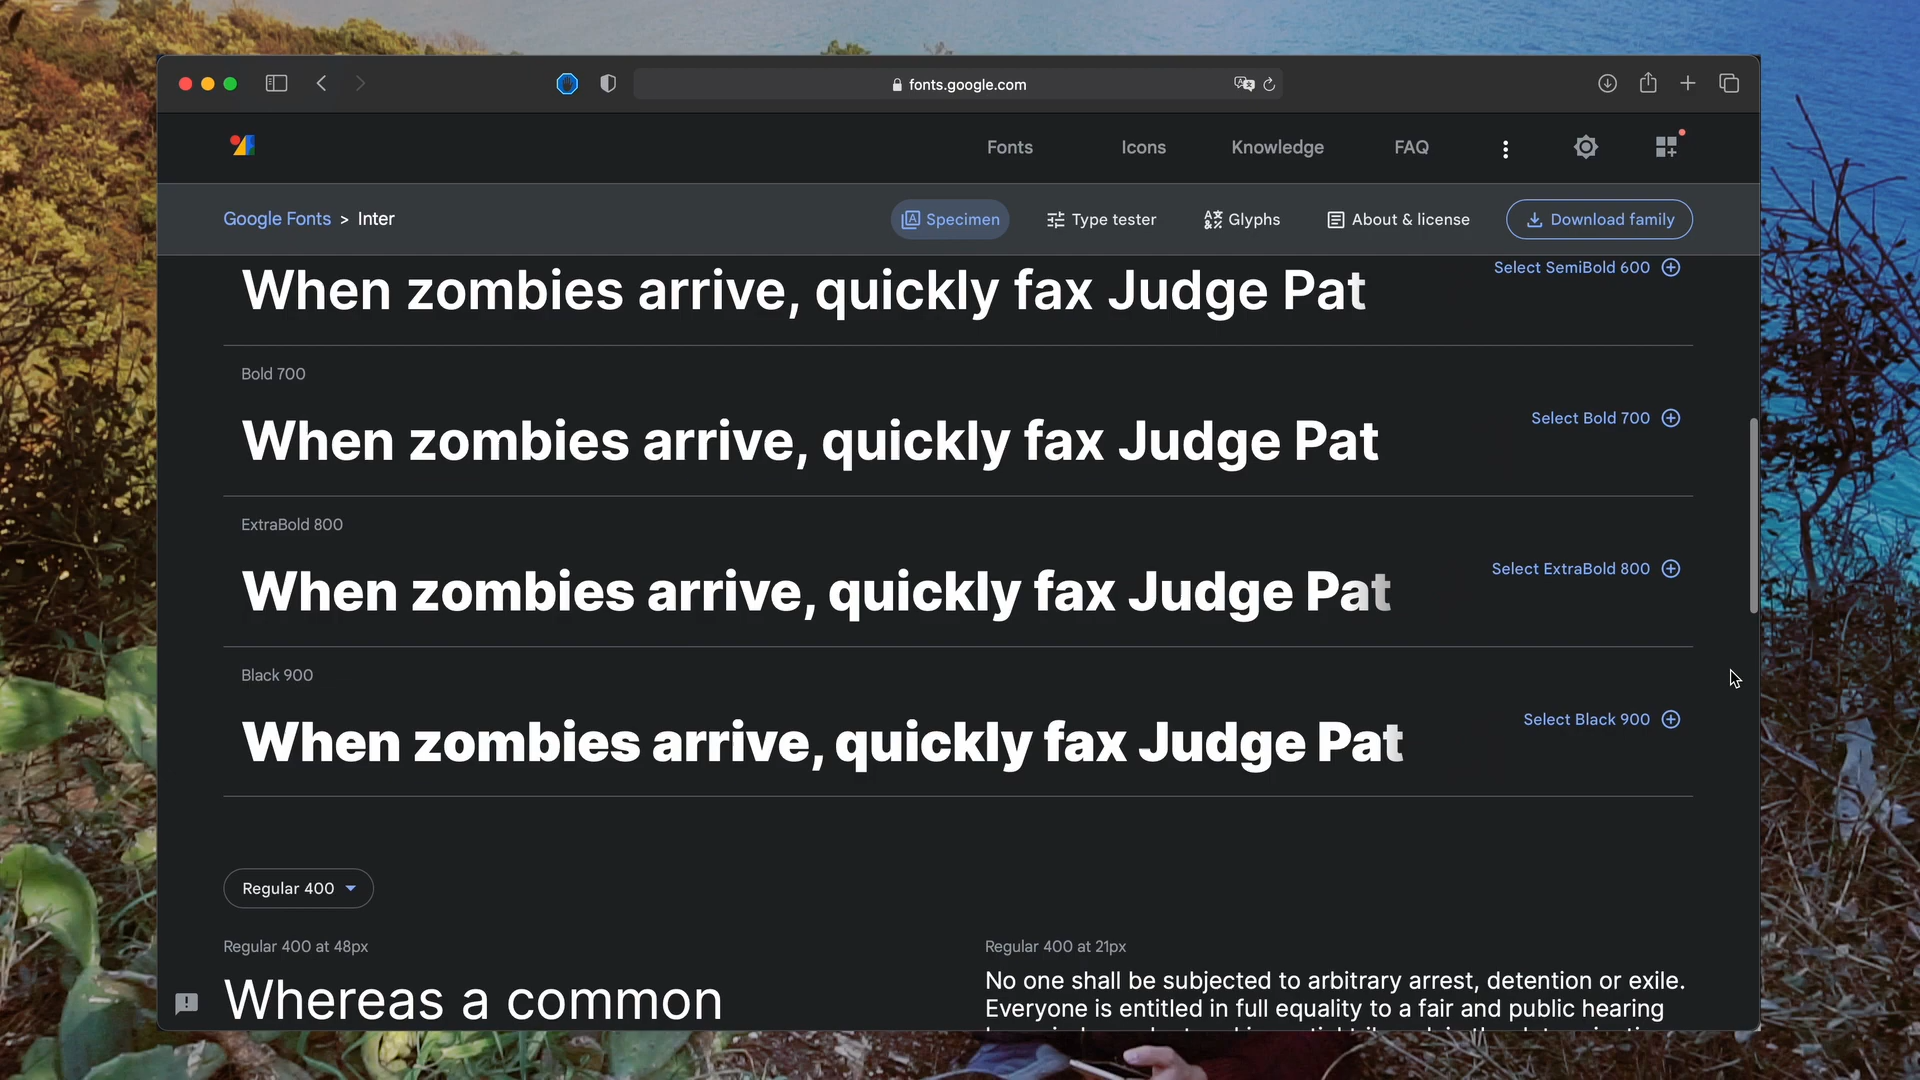 fonts.google.com
Fonts
Icons
Knowledge
FAQ
Google Fonts > Inter
Specimen
Type tester
Glyphs
About & license
Download family
When zombies arrive, quickly fax Judge Pat
Select SemiBold 600
Bold 700
When zombies arrive, quickly fax Judge Pat
Select Bold 700
ExtraBold 800
When zombies arrive, quickly fax Judge Pat
Select ExtraBold 800
Black 900
When zombies arrive, quickly fax Judge Pat
Select Black 900
Regular 400
Regular 400 at 48px
Whereas a common
Regular 400 at 21px
No one shall be subjected to arbitrary arrest, detention or exile.
Everyone is entitled in full equality to a fair and public hearing